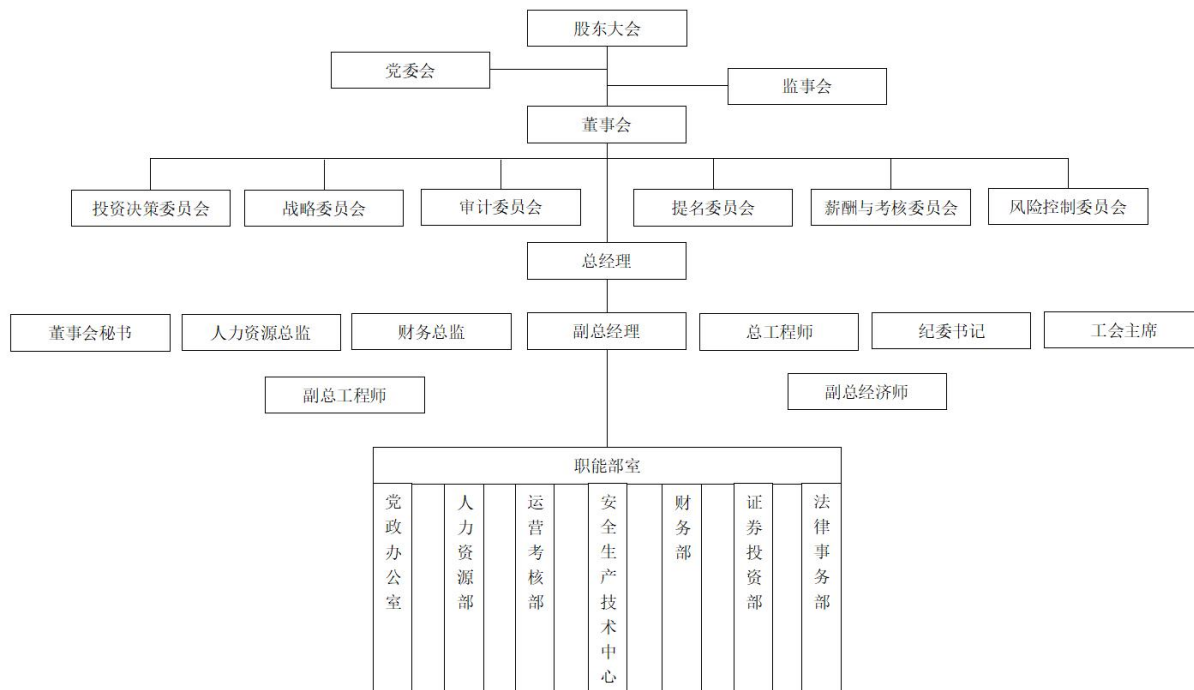 股东大会
党委会
监事会
董事会
投资决策委员会
战略委员会
审计委员会
提名委员会
薪酬与考核委员会
风险控制委员会
总经理
董事会秘书
人力资源总监
财务总监
副总经理
总工程师
纪委书记
工会主席
副总工程师
副总经济师
职能部室
党政办公室
人力资源部
运营考核部
安全生产技术中心
财务部
证券投资部
法律事务部